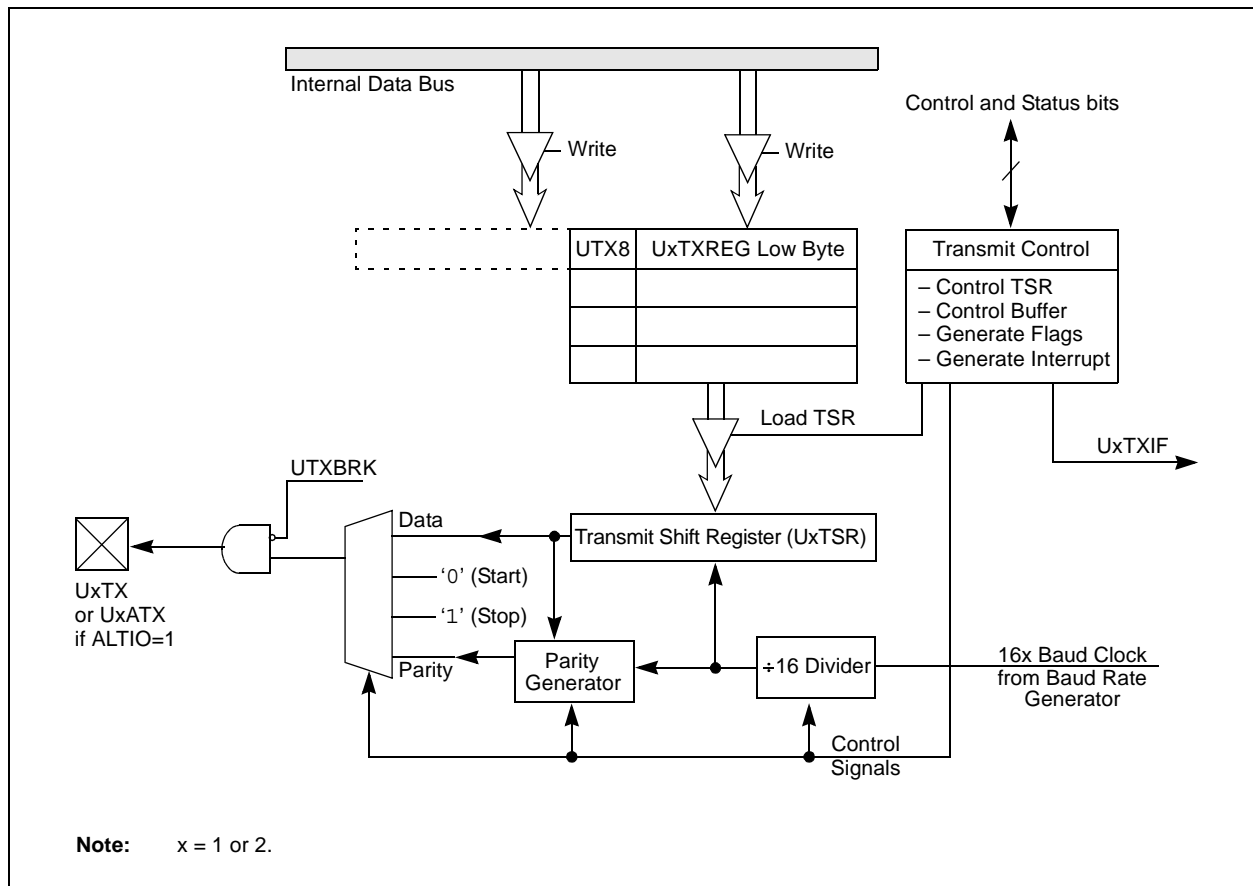 Internal Data Bus
Control and Status bits
Write
Write
UTX8
UxTXREG Low Byte
Transmit Control
– Control TSR
– Control Buffer
– Generate Flags
– Generate Interrupt
Load TSR
UxTXIF
UTXBRK
Data
Transmit Shift Register (UxTSR)
‘0’ (Start)
‘1’ (Stop)
UxTX
or UxATX
if ALTIO=1
Parity
Parity
Generator
÷16 Divider
16x Baud Clock
from Baud Rate
Generator
Control
Signals
Note: x = 1 or 2.